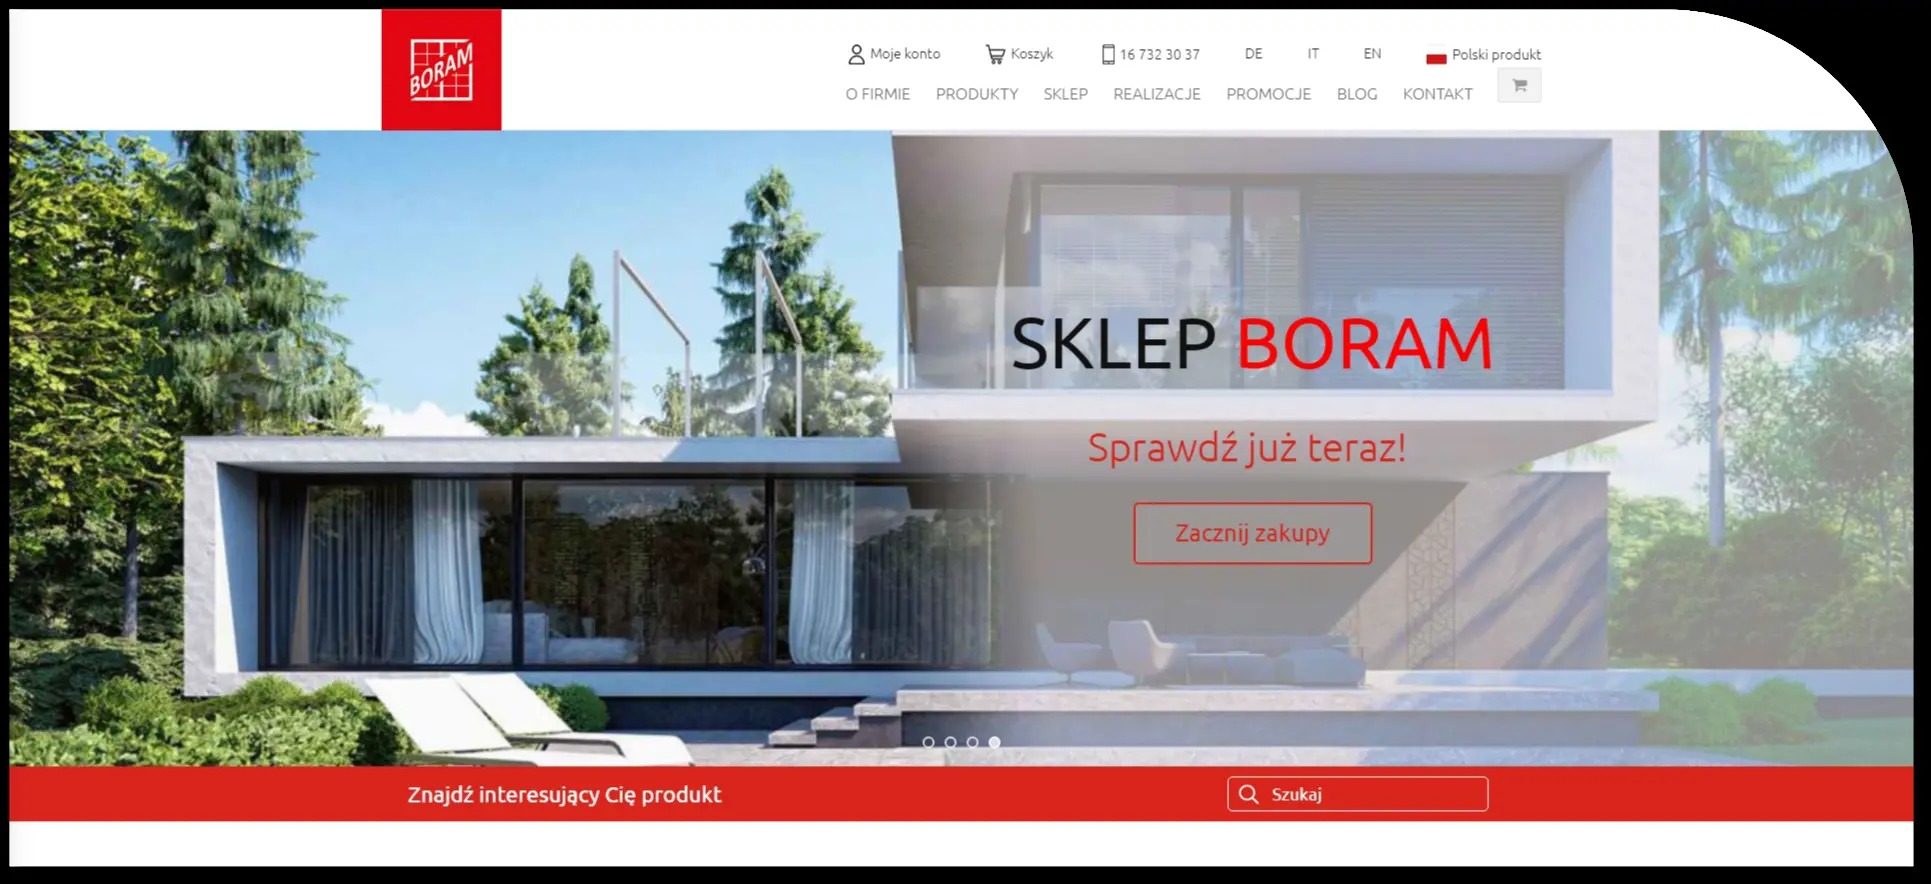 BORAM
Moje konto
Koszyk
16 732 30 37
DE
IT
EN
Polski produkt
O FIRMIE
PRODUKTY
SKLEP
REALIZACJE
PROMOCJE
BLOG
KONTAKT
SKLEP BORAM
Sprawdź już teraz!
Zacznij zakupy
Znajdź interesujący Cię produkt
Szukaj